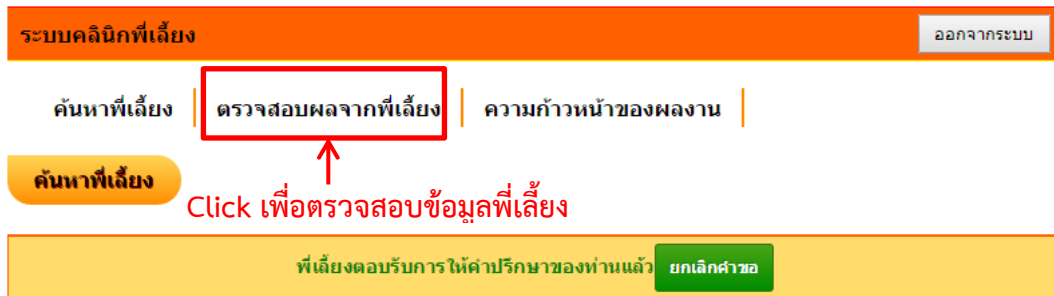 ระบบคลินิกพี่เลี้ยง ออกจากระบบ
ค้นหาพี่เลี้ยง ตรวจสอบผลจากพี่เลี้ยง ความก้าวหน้าของผลงาน
ค้นหาพี่เลี้ยง
Click เพื่อตรวจสอบข้อมูลพี่เลี้ยง
พี่เลี้ยงตอบรับการให้คำปรึกษาของท่านแล้ว ยกเลิกคำขอ